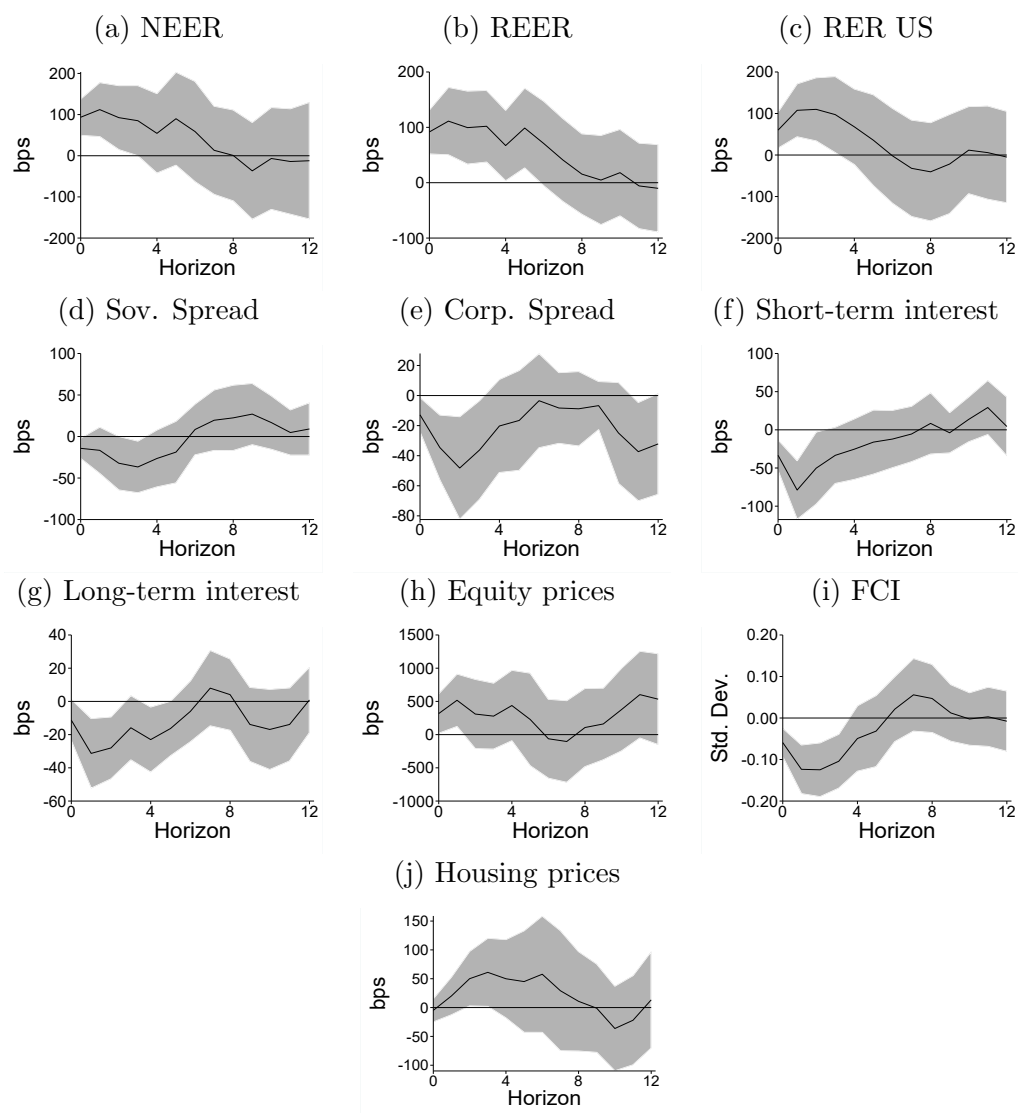 (a) NEER
200
100
0
-100
-200
bps
0 4 8 12
Horizon
(b) REER
200
100
0
-100
bps
0 4 8 12
Horizon
(c) RER US
200
100
0
-100
-200
bps
0 4 8 12
Horizon
(d) Sov. Spread
100
50
0
-50
-100
bps
0 4 8 12
Horizon
(e) Corp. Spread
20
0
-20
-40
-60
-80
bps
0 4 8 12
Horizon
(f) Short-term interest
100
50
0
-50
-100
bps
0 4 8 12
Horizon
(g) Long-term interest
40
20
0
-20
-40
-60
bps
0 4 8 12
Horizon
(h) Equity prices
1500
1000
500
0
-500
-1000
bps
0 4 8 12
Horizon
(i) FCI
0.20
0.10
0.00
-0.10
-0.20
Std. Dev.
0 4 8 12
Horizon
(j) Housing prices
150
100
50
0
-50
-100
bps
0 4 8 12
Horizon